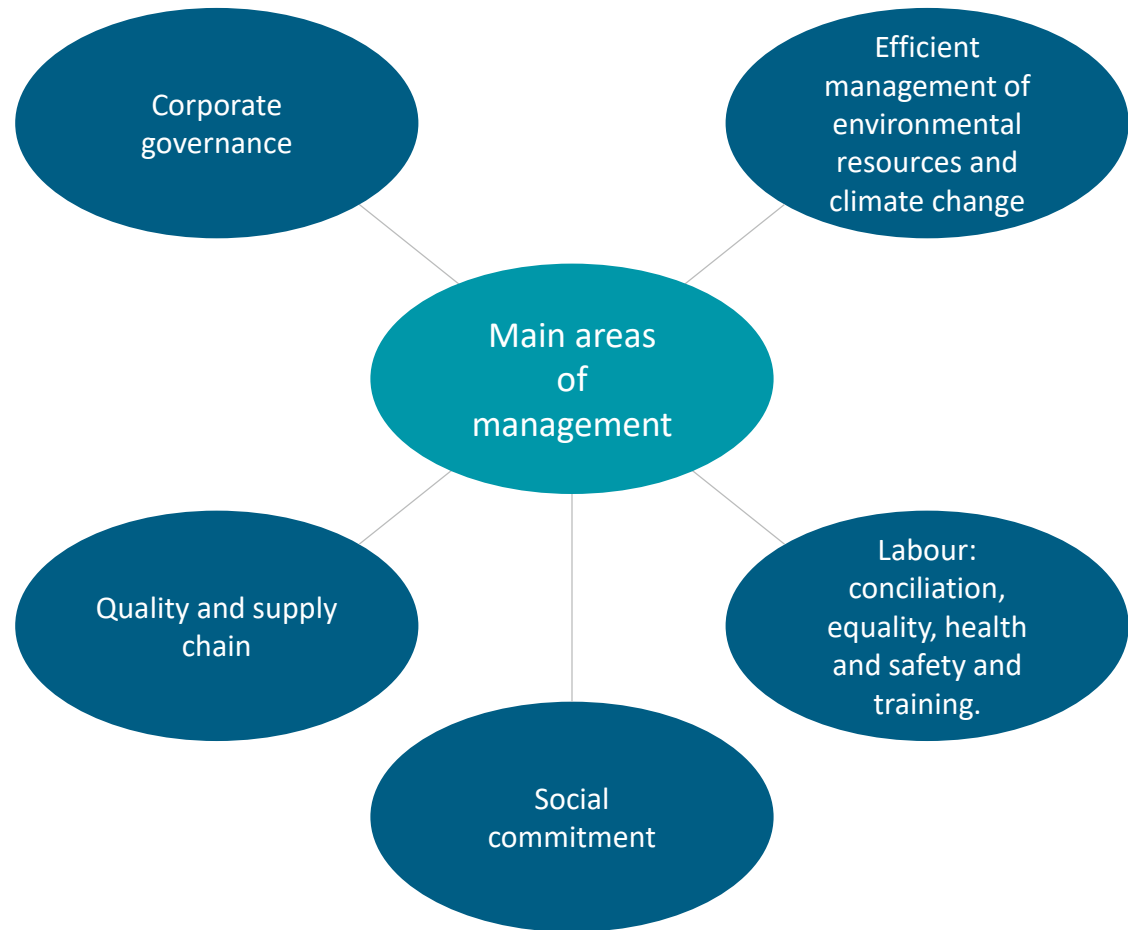 Corporate
governance
Efficient
management of
environmental
resources and
climate change
Main areas
of
management
Quality and supply
chain
Labour:
conciliation,
equality, health
and safety and
training.
Social
commitment